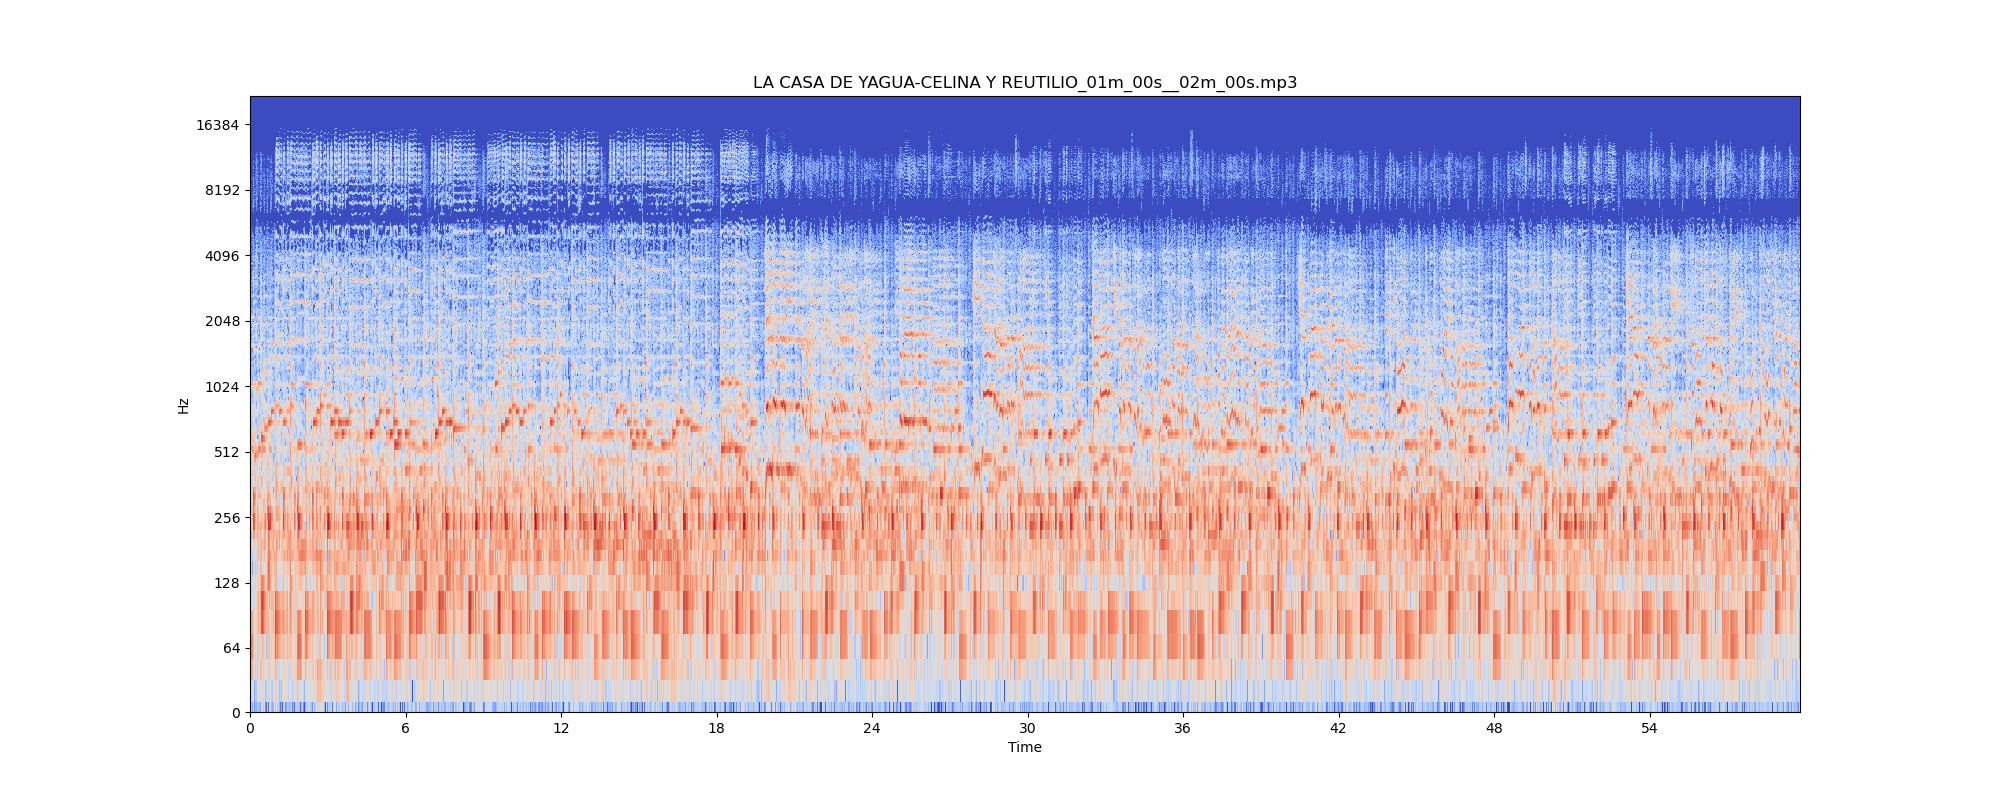 LA CASA DE YAGUA-CELINA Y REUTILIO_01m_00s__02m_00s.mp3
16384
8192
4096
2048
1024
512
256
128
64
0
Hz
0 6 12 18 24 30 36 42 48 54
Time